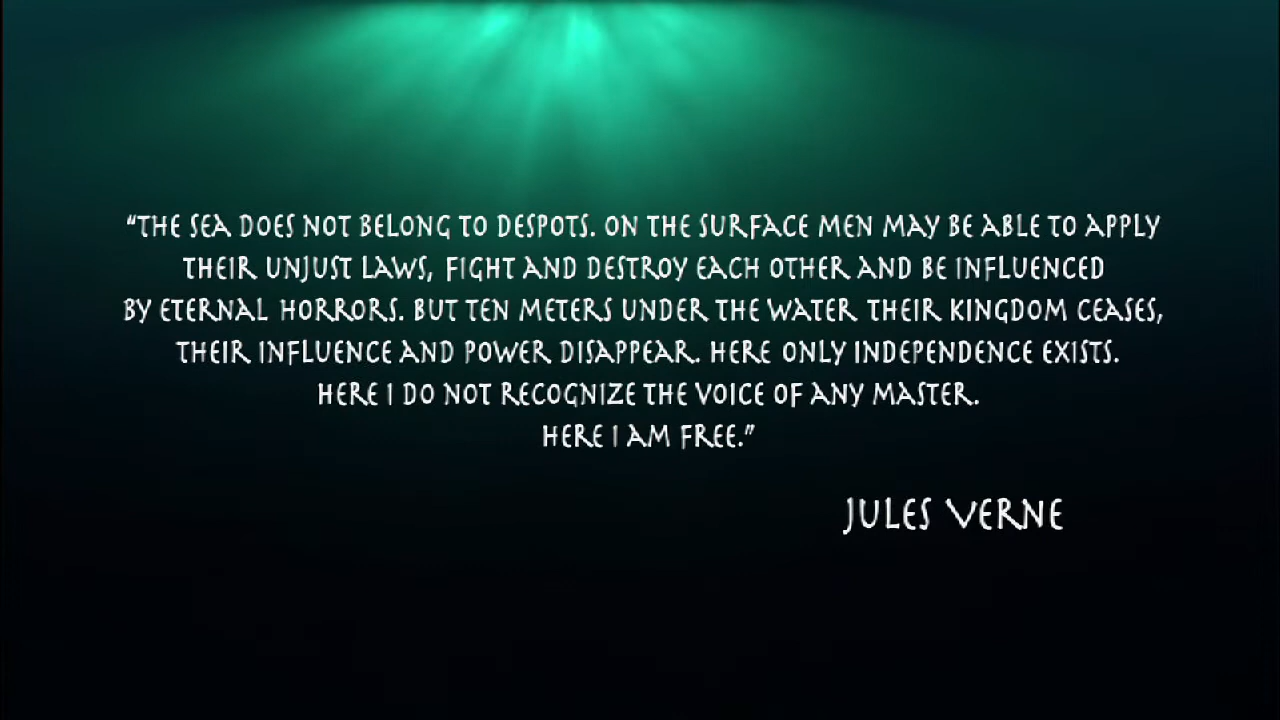 “THE SEA DOES NOT BELONG TO DESPOTS. ON THE SURFACE MEN MAY BE ABLE TO APPLY
THEIR UNJUST LAWS, FIGHT AND DESTROY EACH OTHER AND BE INFLUENCED
BY ETERNAL HORRORS. BUT TEN METERS UNDER THE WATER THEIR KINGDOM CEASES,
THEIR INFLUENCE AND POWER DISAPPEAR. HERE ONLY INDEPENDENCE EXISTS.
HERE I DO NOT RECOGNIZE THE VOICE OF ANY MASTER.
HERE I AM FREE.”
JULES VERNE